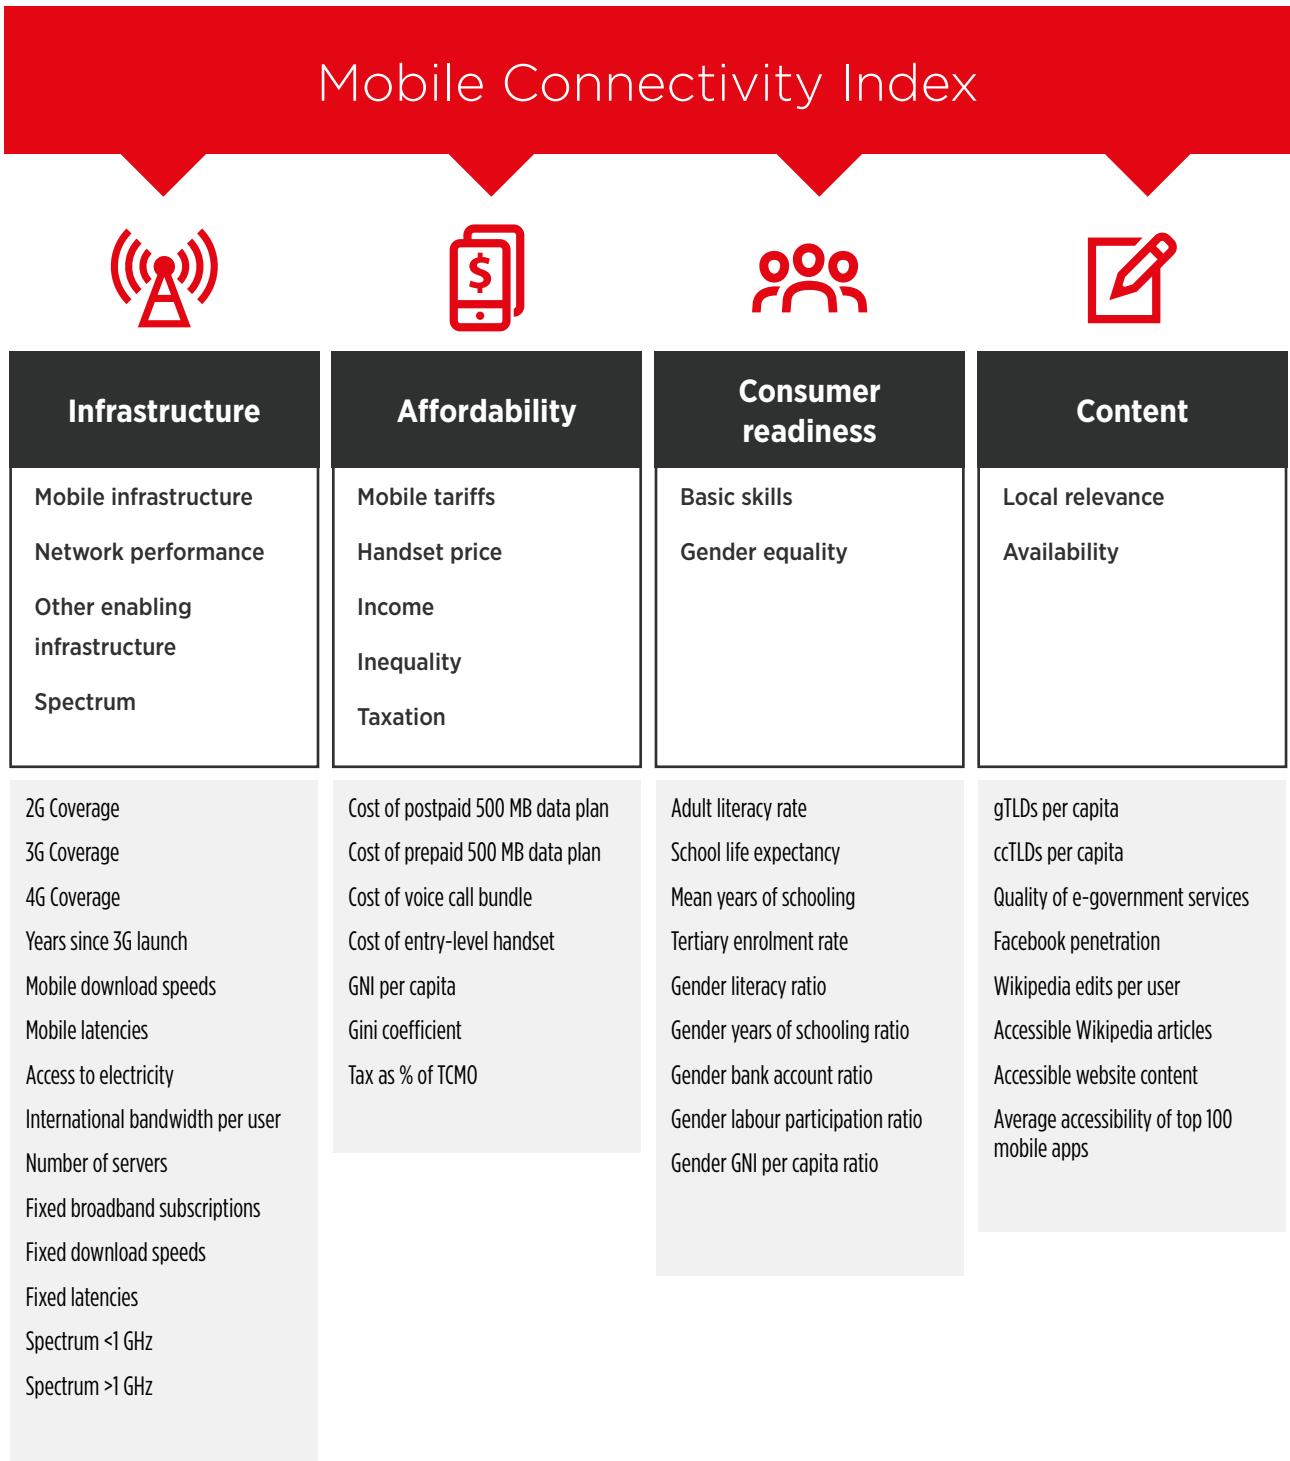 Mobile Connectivity Index
Infrastructure
Mobile infrastructure
Network performance
Other enabling
infrastructure
Spectrum
2G Coverage
3G Coverage
4G Coverage
Years since 3G launch
Mobile download speeds
Mobile latencies
Access to electricity
International bandwidth per user
Number of servers
Fixed broadband subscriptions
Fixed download speeds
Fixed latencies
Spectrum <1 GHz
Spectrum >1 GHz
$
Affordability
Mobile tariffs
Handset price
Income
Inequality
Taxation
Cost of postpaid 500 MB data plan
Cost of prepaid 500 MB data plan
Cost of voice call bundle
Cost of entry-level handset
GNI per capita
Gini coefficient
Tax as % of TCMO
Consumer
readiness
Basic skills
Gender equality
Adult literacy rate
School life expectancy
Mean years of schooling
Tertiary enrolment rate
Gender literacy ratio
Gender years of schooling ratio
Gender bank account ratio
Gender labour participation ratio
Gender GNI per capita ratio
Content
Local relevance
Availability
gTLDs per capita
ccTLDs per capita
Quality of e-government services
Facebook penetration
Wikipedia edits per user
Accessible Wikipedia articles
Accessible website content
Average accessibility of top 100
mobile apps